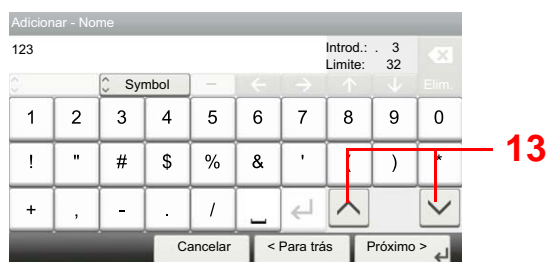 Adicionar - Nome
123
Introd.: . 3
Limite: 32
Symbol
Elim.
1 2 3 4 5 6 7 8 9 0
! " # $ % & ' ( ) *
+ , - . / _
13
Cancelar < Para trás Próximo >